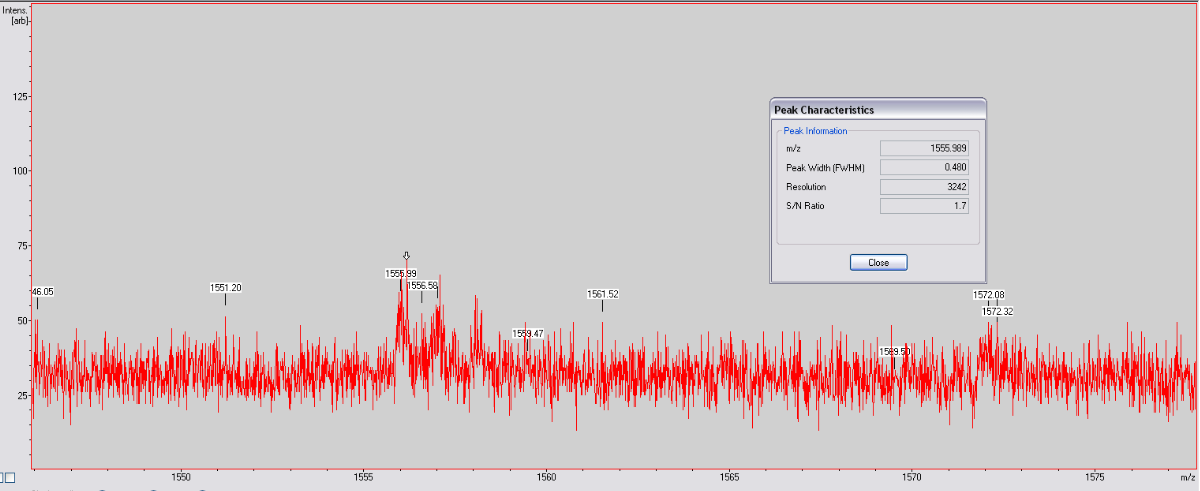 Intens.
[arb]
125
100
75
50
25
46.05
1551.20
1555.99
1556.58
1559.47
1561.52
1569.50
1572.08
1572.32
Peak Characteristics
Peak Information
m/z 1555.989
Peak Width (FWHM) 0.480
Resolution 3242
S/N Ratio 1.7
Close
1550 1555 1560 1565 1570 1575 m/z